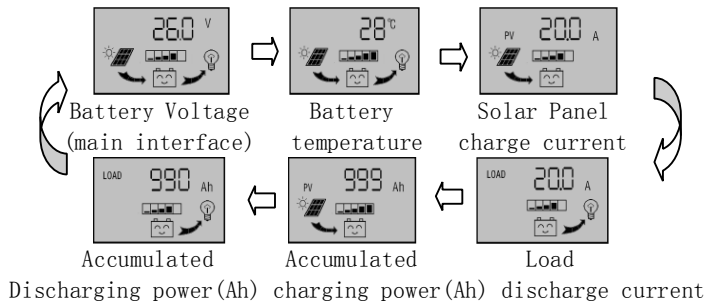 26.0 V
28℃
PV 20.0 A
Battery Voltage
(main interface)
Battery
temperature
Solar Panel
charge current
LOAD 990 Ah
PV 999 Ah
LOAD 20.0 A
Accumulated
Discharging power(Ah)
Accumulated
charging power(Ah)
Load
discharge current